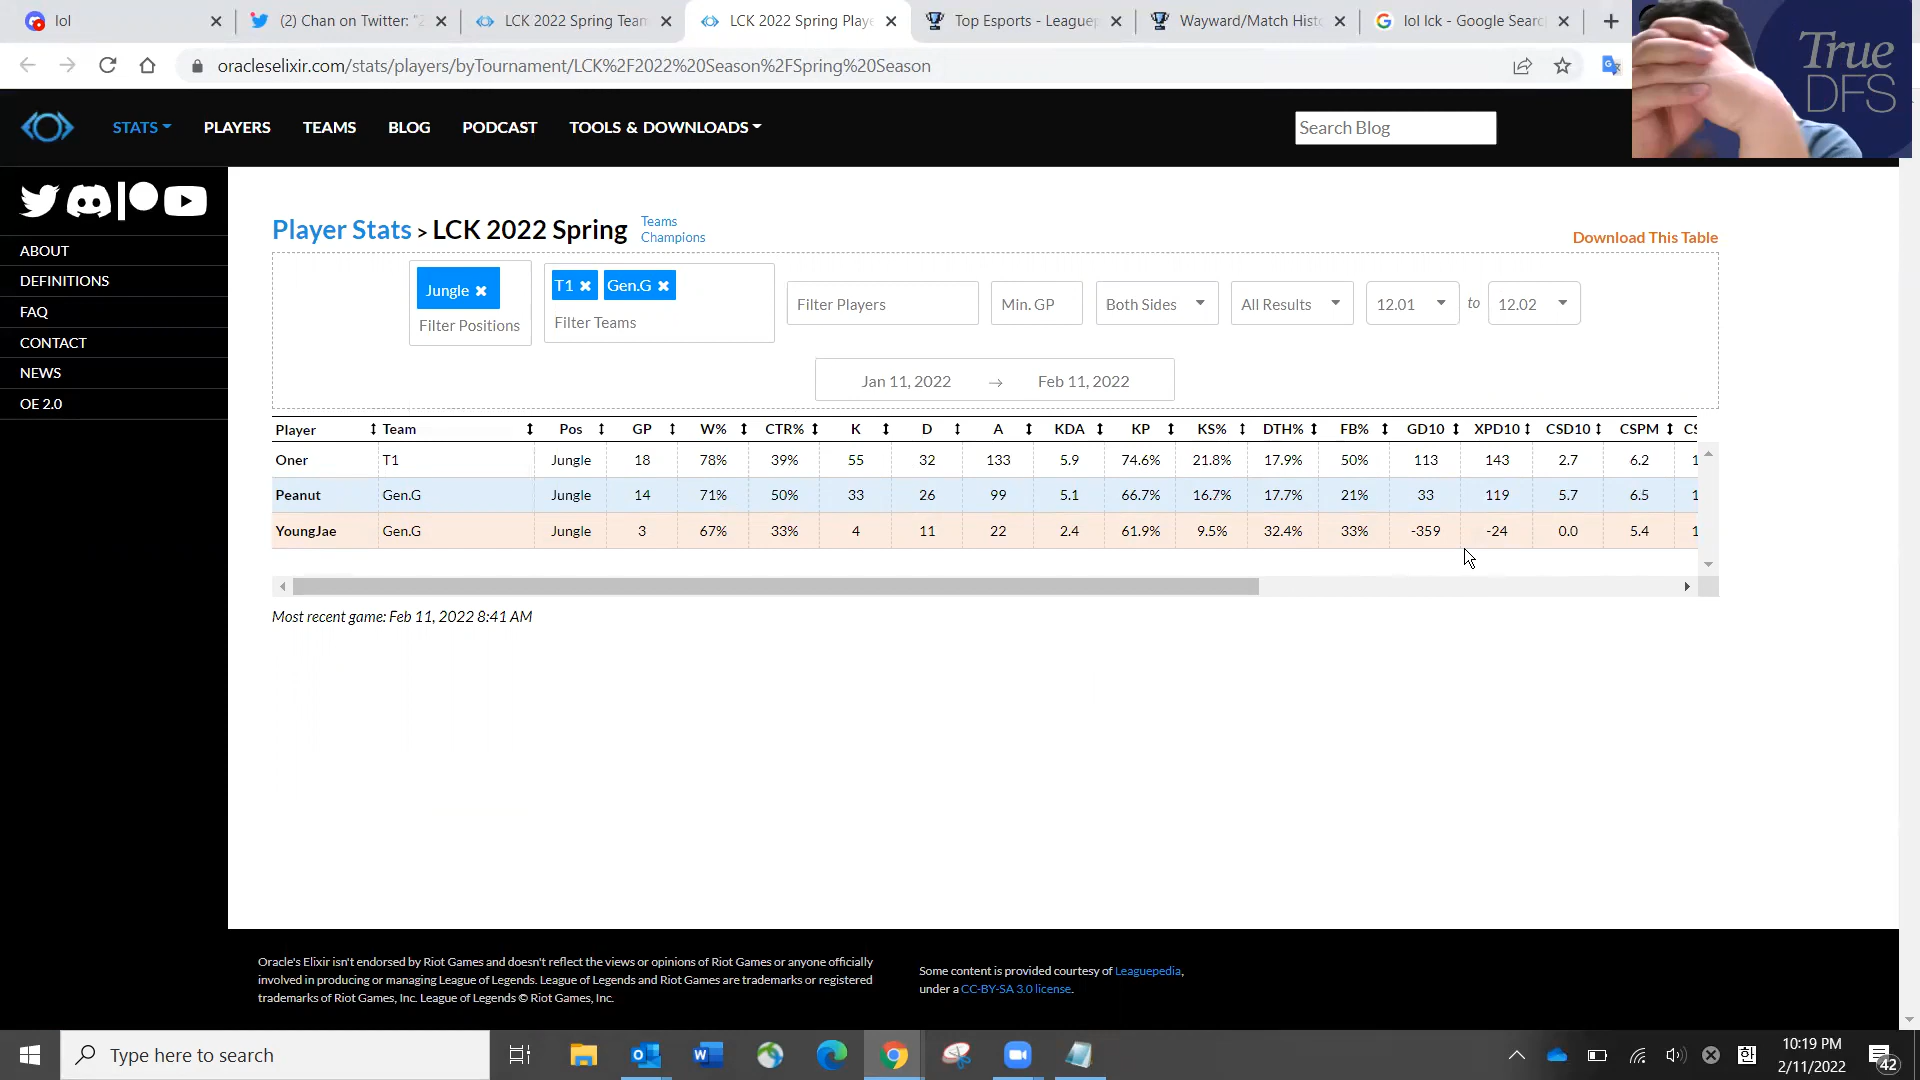 lol
(2) Chan on Twitter: "2
LCK 2022 Spring Team
LCK 2022 Spring Playe
Top Esports - Leaguep
Wayward/Match Histo
lol lck - Google Searc
oracleselixir.com/stats/players/byTournament/LCK%2F2022%20Season%2FSpring%20Season
True
DFS
STATS
PLAYERS
TEAMS
BLOG
PODCAST
TOOLS & DOWNLOADS
Search Blog
ABOUT
DEFINITIONS
FAQ
CONTACT
NEWS
OE 2.0
Player Stats > LCK 2022 Spring
Teams
Champions
Download This Table
Jungle
Filter Positions
T1 Gen.G
Filter Teams
Filter Players
Min. GP
Both Sides
All Results
12.01 to 12.02
Jan 11, 2022 → Feb 11, 2022
Player Team Pos GP W% CTR% K D A KDA KP KS% DTH% FB% GD10 XPD10 CSD10 CSPM CS
Oner T1 Jungle 18 78% 39% 55 32 133 5.9 74.6% 21.8% 17.9% 50% 113 143 2.7 6.2 1
Peanut Gen.G Jungle 14 71% 50% 33 26 99 5.1 66.7% 16.7% 17.7% 21% 33 119 5.7 6.5 1
YoungJae Gen.G Jungle 3 67% 33% 4 11 22 2.4 61.9% 9.5% 32.4% 33% -359 -24 0.0 5.4 1
Most recent game: Feb 11, 2022 8:41 AM
Oracle's Elixir isn't endorsed by Riot Games and doesn't reflect the views or opinions of Riot Games or anyone officially
involved in producing or managing League of Legends. League of Legends and Riot Games are trademarks or registered
trademarks of Riot Games, Inc. League of Legends © Riot Games, Inc.
Some content is provided courtesy of Leaguepedia,
under a CC-BY-SA 3.0 license.
Type here to search
한
10:19 PM
2/11/2022
42